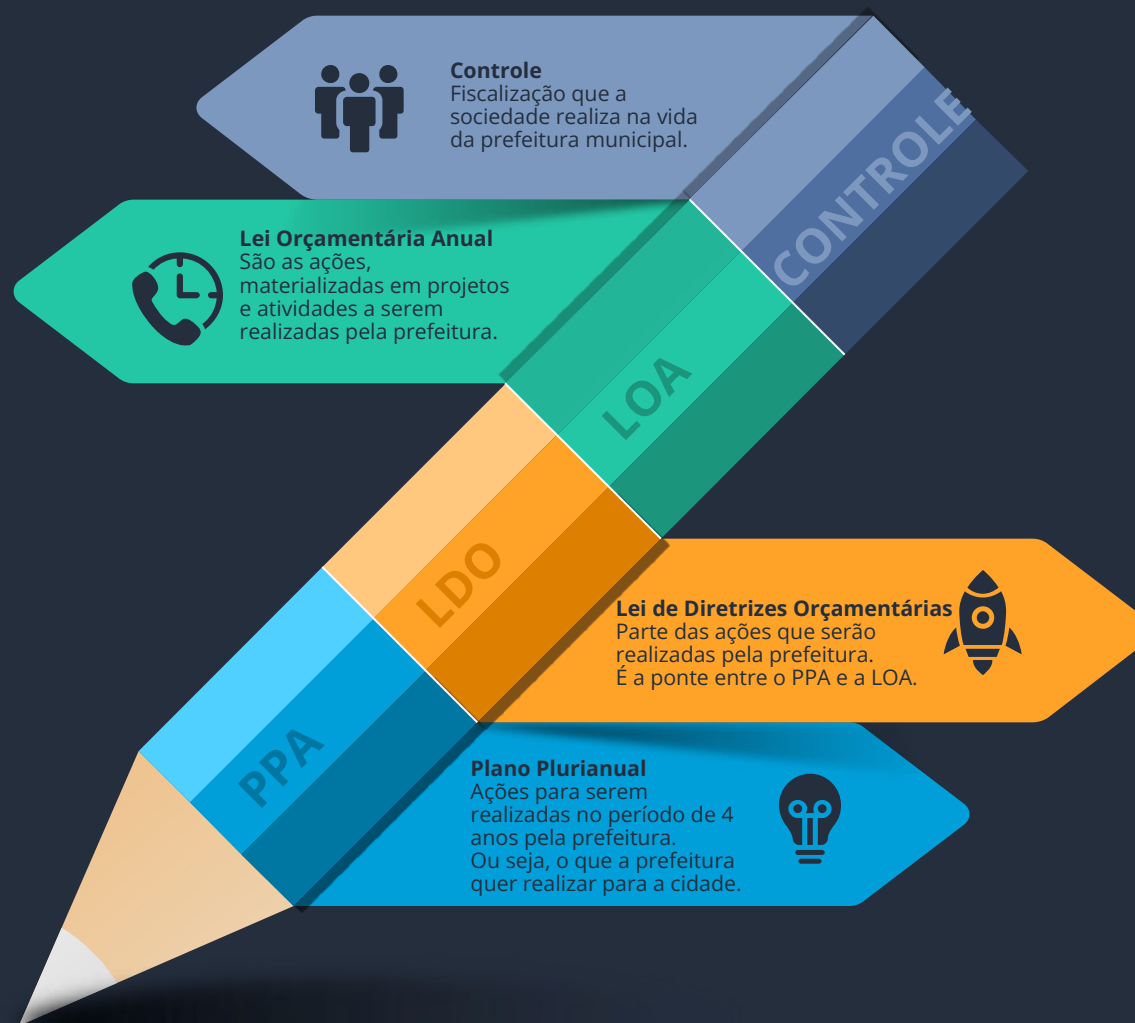 Controle
Fiscalização que a
sociedade realiza na vida
da prefeitura municipal.
CONTROLE
Lei Orçamentária Anual
São as ações,
materializadas em projetos
e atividades a serem
realizadas pela prefeitura.
LOA
LDO
Lei de Diretrizes Orçamentárias
Parte das ações que serão
realizadas pela prefeitura.
É a ponte entre o PPA e a LOA.
PPA
Plano Plurianual
Ações para serem
realizadas no período de 4
anos pela prefeitura.
Ou seja, o que a prefeitura
quer realizar para a cidade.